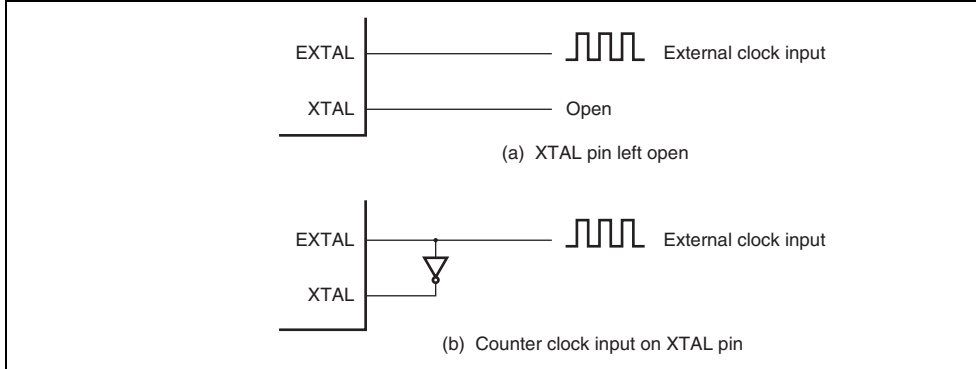 EXTAL
External clock input
XTAL
Open
(a) XTAL pin left open
EXTAL
External clock input
XTAL
(b) Counter clock input on XTAL pin